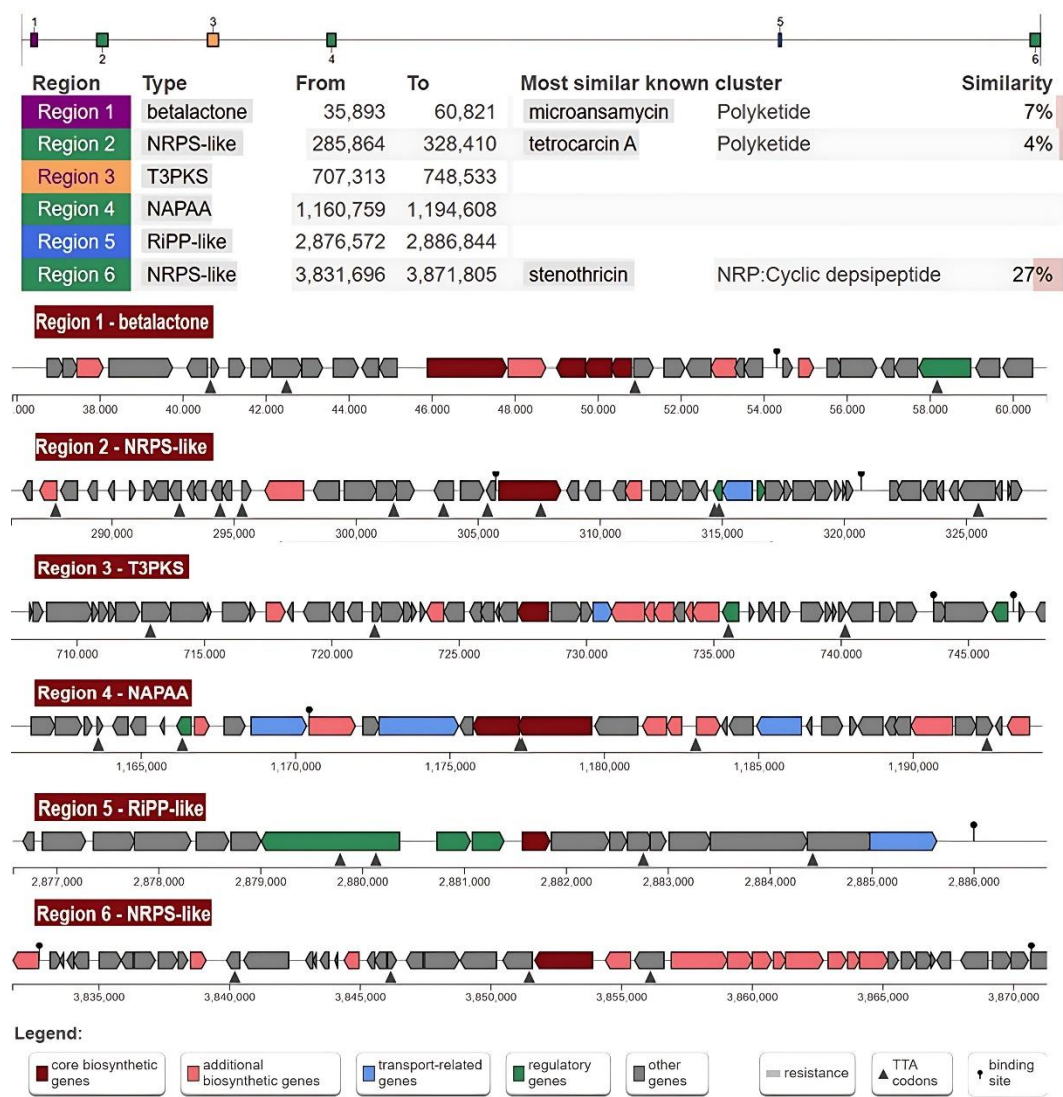 1 3 5
2 4 6
Region Type From To Most similar known cluster Similarity
Region 1 betalactone 35,893 60,821 microansamycin Polyketide 7%
Region 2 NRPS-like 285,864 328,410 tetrocarcin A Polyketide 4%
Region 3 T3PKS 707,313 748,533
Region 4 NAPAA 1,160,759 1,194,608
Region 5 RiPP-like 2,876,572 2,886,844
Region 6 NRPS-like 3,831,696 3,871,805 stenothricin NRP:Cyclic depsipeptide 27%
Region 1 - betalactone
.000 38.000 40.000 42.000 44.000 46.000 48.000 50.000 52.000 54.000 56.000 58.000 60.000
Region 2 - NRPS-like
290,000 295,000 300,000 305,000 310,000 315,000 320,000 325,000
Region 3 - T3PKS
710.000 715.000 720.000 725.000 730.000 735.000 740.000 745.000
Region 4 - NAPAA
1,165,000 1,170,000 1,175,000 1,180,000 1,185,000 1,190,000
Region 5 - RiPP-like
2,877,000 2,878,000 2,879,000 2,880,000 2,881,000 2,882,000 2,883,000 2,884,000 2,885,000 2,886,000
Region 6 - NRPS-like
3,835,000 3,840,000 3,845,000 3,850,000 3,855,000 3,860,000 3,865,000 3,870,000
Legend:
core biosynthetic genes
additional biosynthetic genes
transport-related genes
regulatory genes
other genes
resistance
TTA codons
binding site